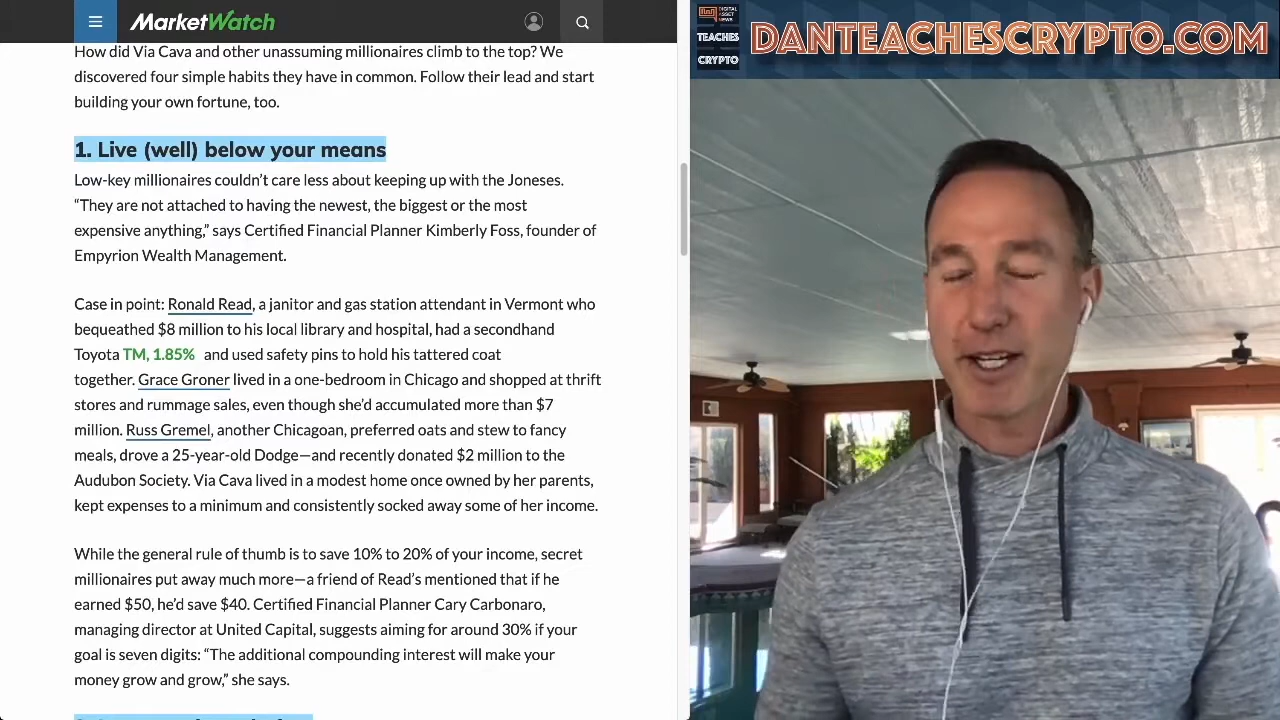 MarketWatch
How did Via Cava and other unassuming millionaires climb to the top? We
discovered four simple habits they have in common. Follow their lead and start
building your own fortune, too.
1. Live (well) below your means
Low-key millionaires couldn’t care less about keeping up with the Joneses.
“They are not attached to having the newest, the biggest or the most
expensive anything,” says Certified Financial Planner Kimberly Foss, founder of
Empyrion Wealth Management.
Case in point: Ronald Read, a janitor and gas station attendant in Vermont who
bequeathed $8 million to his local library and hospital, had a secondhand
Toyota TM, 1.85% and used safety pins to hold his tattered coat
together. Grace Groner lived in a one-bedroom in Chicago and shopped at thrift
stores and rummage sales, even though she’d accumulated more than $7
million. Russ Gremel, another Chicagoan, preferred oats and stew to fancy
meals, drove a 25-year-old Dodge—and recently donated $2 million to the
Audubon Society. Via Cava lived in a modest home once owned by her parents,
kept expenses to a minimum and consistently socked away some of her income.
While the general rule of thumb is to save 10% to 20% of your income, secret
millionaires put away much more—a friend of Read’s mentioned that if he
earned $50, he’d save $40. Certified Financial Planner Cary Carbonaro,
managing director at United Capital, suggests aiming for around 30% if your
goal is seven digits: “The additional compounding interest will make your
money grow and grow,” she says.
DIGITAL
ASSET
NEWS
TEACHES
CRYPTO
DANTEACHESCRYPTO.COM